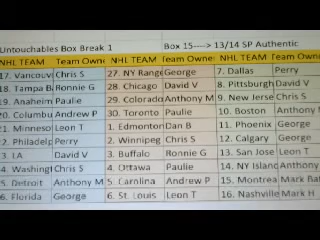 Untouchables Box Break 1 Box 15----> 13/14 SP Authentic
NHL TEAM Team Owne NHL TEAM Team Owne NHL TEAM Team Owne
17. Vancouv Chris S 27. NY Range George 7. Dallas Perry
18. Tampa Ba Ronnie G 28. Chicago David V 8. Pittsburgh David V
19. Anaheim Paulie 29. Colorado Anthony M 9. New Jerse Chris S
20. Columbu Andrew P 30. Toronto Paulie 10. Boston Anthony M
21. Minnesot Leon T 1. Edmonton Dan B 11. Phoenix George
2. Philadelp Perry 2. Winnipeg Chris S 12. Calgary George
3. LA David V 3. Buffalo Ronnie G 13. San Jose Leon T
4. Washingt Chris S 4. Ottawa Paulie 14. NY Island Anthony
5. Detroit Anthony M 5. Carolina Andrew P 15. Montrea Mark Bat
6. Florida George 6. St. Louis Leon T 16. Nashville Mark H